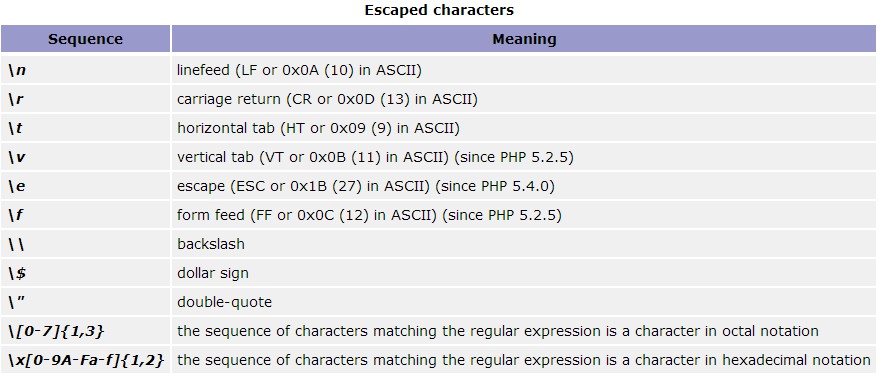 Escaped characters
Sequence Meaning
\n linefeed (LF or 0x0A (10) in ASCII)
\r carriage return (CR or 0x0D (13) in ASCII)
\t horizontal tab (HT or 0x09 (9) in ASCII)
\v vertical tab (VT or 0x0B (11) in ASCII) (since PHP 5.2.5)
\e escape (ESC or 0x1B (27) in ASCII) (since PHP 5.4.0)
\f form feed (FF or 0x0C (12) in ASCII) (since PHP 5.2.5)
\\ backslash
\$ dollar sign
\" double-quote
\[0-7]{1,3} the sequence of characters matching the regular expression is a character in octal notation
\x[0-9A-Fa-f]{1,2} the sequence of characters matching the regular expression is a character in hexadecimal notation